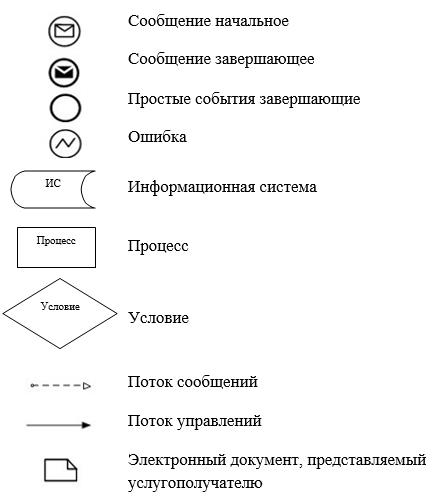 Сообщение начальное
Сообщение завершающее
Простые события завершающие
Ошибка
ИС
Информационная система
Процесс
Процесс
Условие
Условие
Поток сообщений
Поток управлений
Электронный документ, представляемый
услугополучателю